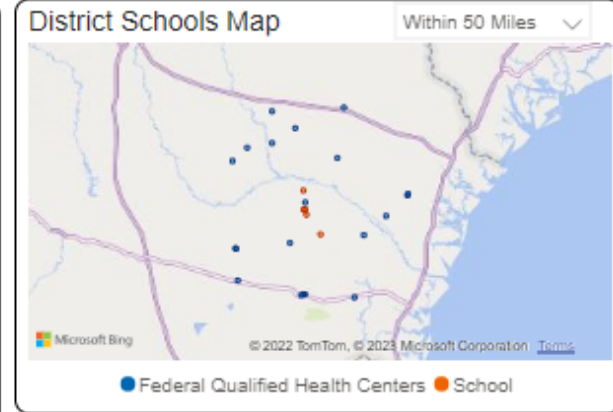 District Schools Map
Within 50 Miles
Microsoft Bing
© 2022 TomTom, © 2023 Microsoft Corporation Terms
Federal Qualified Health Centers School